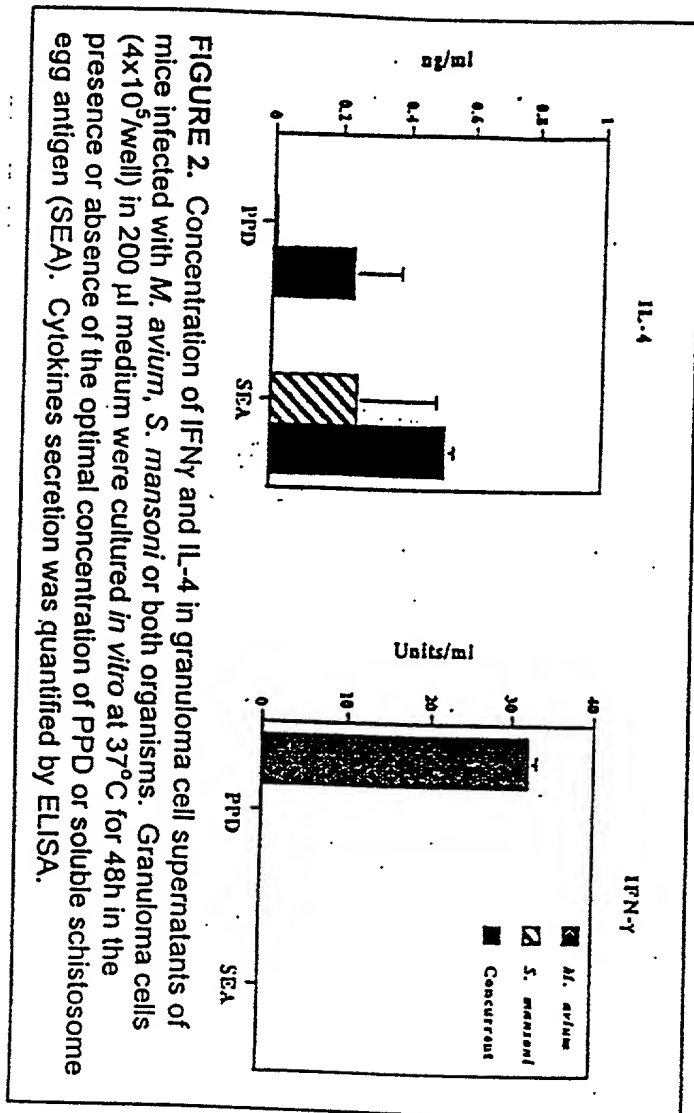 IL-4
ng/ml
1
0.8
0.6
0.4
0.2
0
PPD
SEA
IFN-γ
Units/ml
40
30
20
10
0
PPD
SEA
M. avium
S. mansoni
Concurrent
FIGURE 2. Concentration of IFNγ and IL-4 in granuloma cell supernatants of
mice infected with M. avium, S. mansoni or both organisms. Granuloma cells
(4x10⁵/well) in 200 μl medium were cultured in vitro at 37°C for 48h in the
presence or absence of the optimal concentration of PPD or soluble schistosome
egg antigen (SEA). Cytokines secretion was quantified by ELISA.